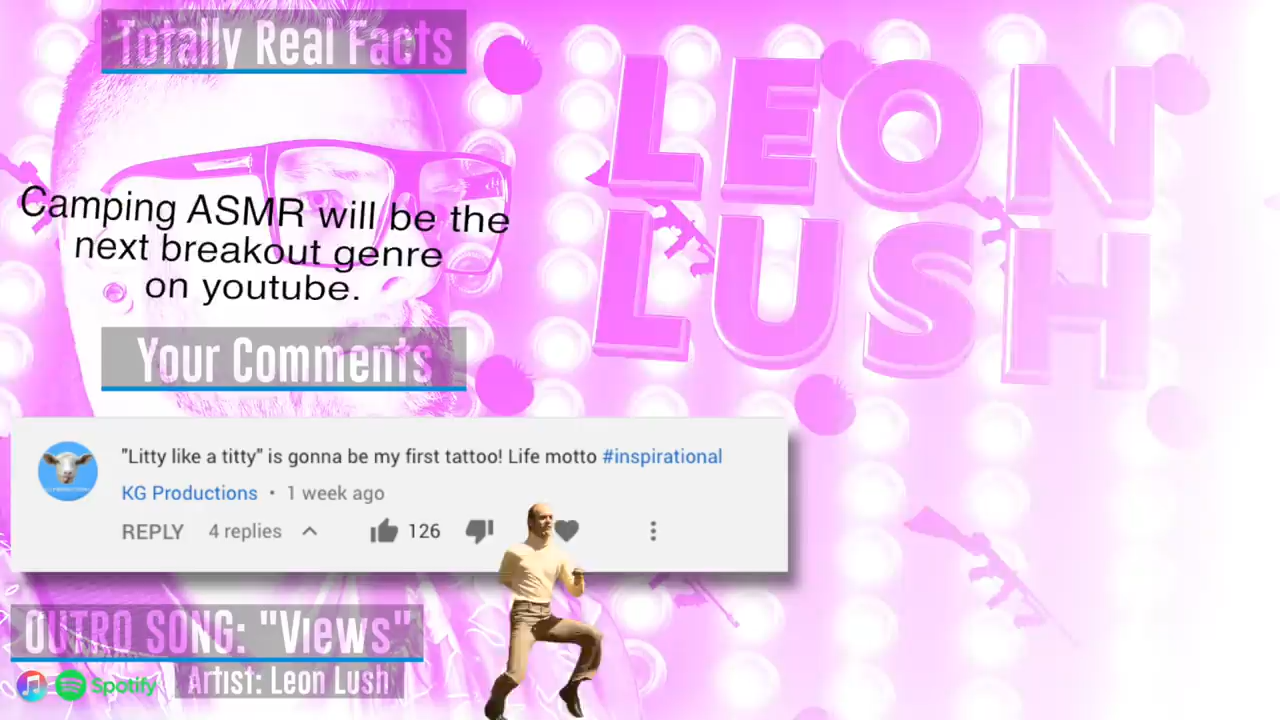 Totally Real Facts
LEON
LUSH
Camping ASMR will be the
next breakout genre
on youtube.
Your Comments
"Litty like a titty" is gonna be my first tattoo! Life motto #inspirational
KG Productions • 1 week ago
REPLY 4 replies 126
OUTRO SONG: "Views"
Spotify Artist: Leon Lush